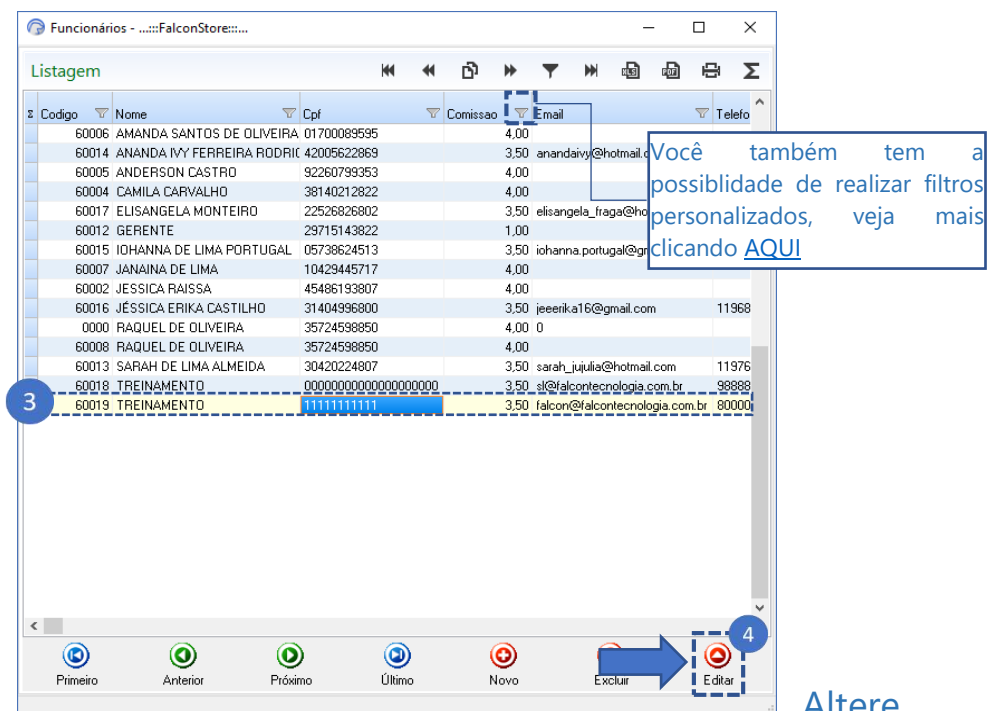 Funcionários - ...:::FalconStore:::...
Listagem
XLS PDF Σ
Σ Codigo Nome Cpf Comissao Email Telefo
60006 AMANDA SANTOS DE OLIVEIRA 01700089595 4,00
60014 ANANDA IVY FERREIRA RODRI 42005622869 3,50 anandaivy@hotmail.c
60005 ANDERSON CASTRO 92260799353 4,00
60004 CAMILA CARVALHO 38140212822 4,00
60017 ELISANGELA MONTEIRO 22526826802 3,50 elisangela_fraga@ho
60012 GERENTE 29715143822 1,00
60015 IOHANNA DE LIMA PORTUGAL 05738624513 3,50 iohanna.portugal@gr
60007 JANAINA DE LIMA 10429445717 4,00
60002 JESSICA RAISSA 45486193807 4,00
60016 JÉSSICA ERIKA CASTILHO 31404996800 3,50 jeeerika16@gmail.com 11968
0000 RAQUEL DE OLIVEIRA 35724598850 4,00 0
60008 RAQUEL DE OLIVEIRA 35724598850 4,00
60013 SARAH DE LIMA ALMEIDA 30420224807 3,50 sarah_jujulia@hotmail.com 11976
60018 TREINAMENTO 00000000000000000000 3,50 sl@falcontecnologia.com.br 98888
3 60019 TREINAMENTO 11111111111 3,50 falcon@falcontecnologia.com.br 80000
Você também tem a
possiblidade de realizar filtros
personalizados, veja mais
clicando AQUI
4
Primeiro Anterior Próximo Último Novo Excluir Editar
Altere